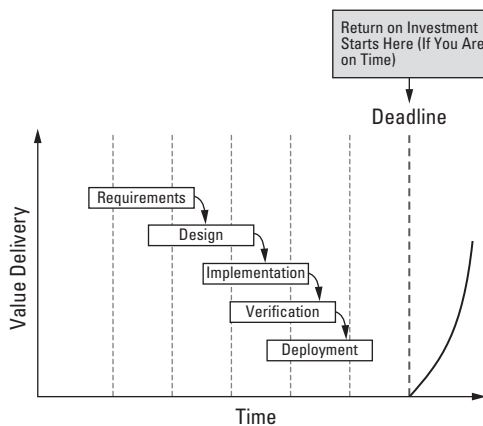 Return on Investment
Starts Here (If You Are
on Time)
Deadline
Requirements
Design
Implementation
Verification
Deployment
Value Delivery
Time